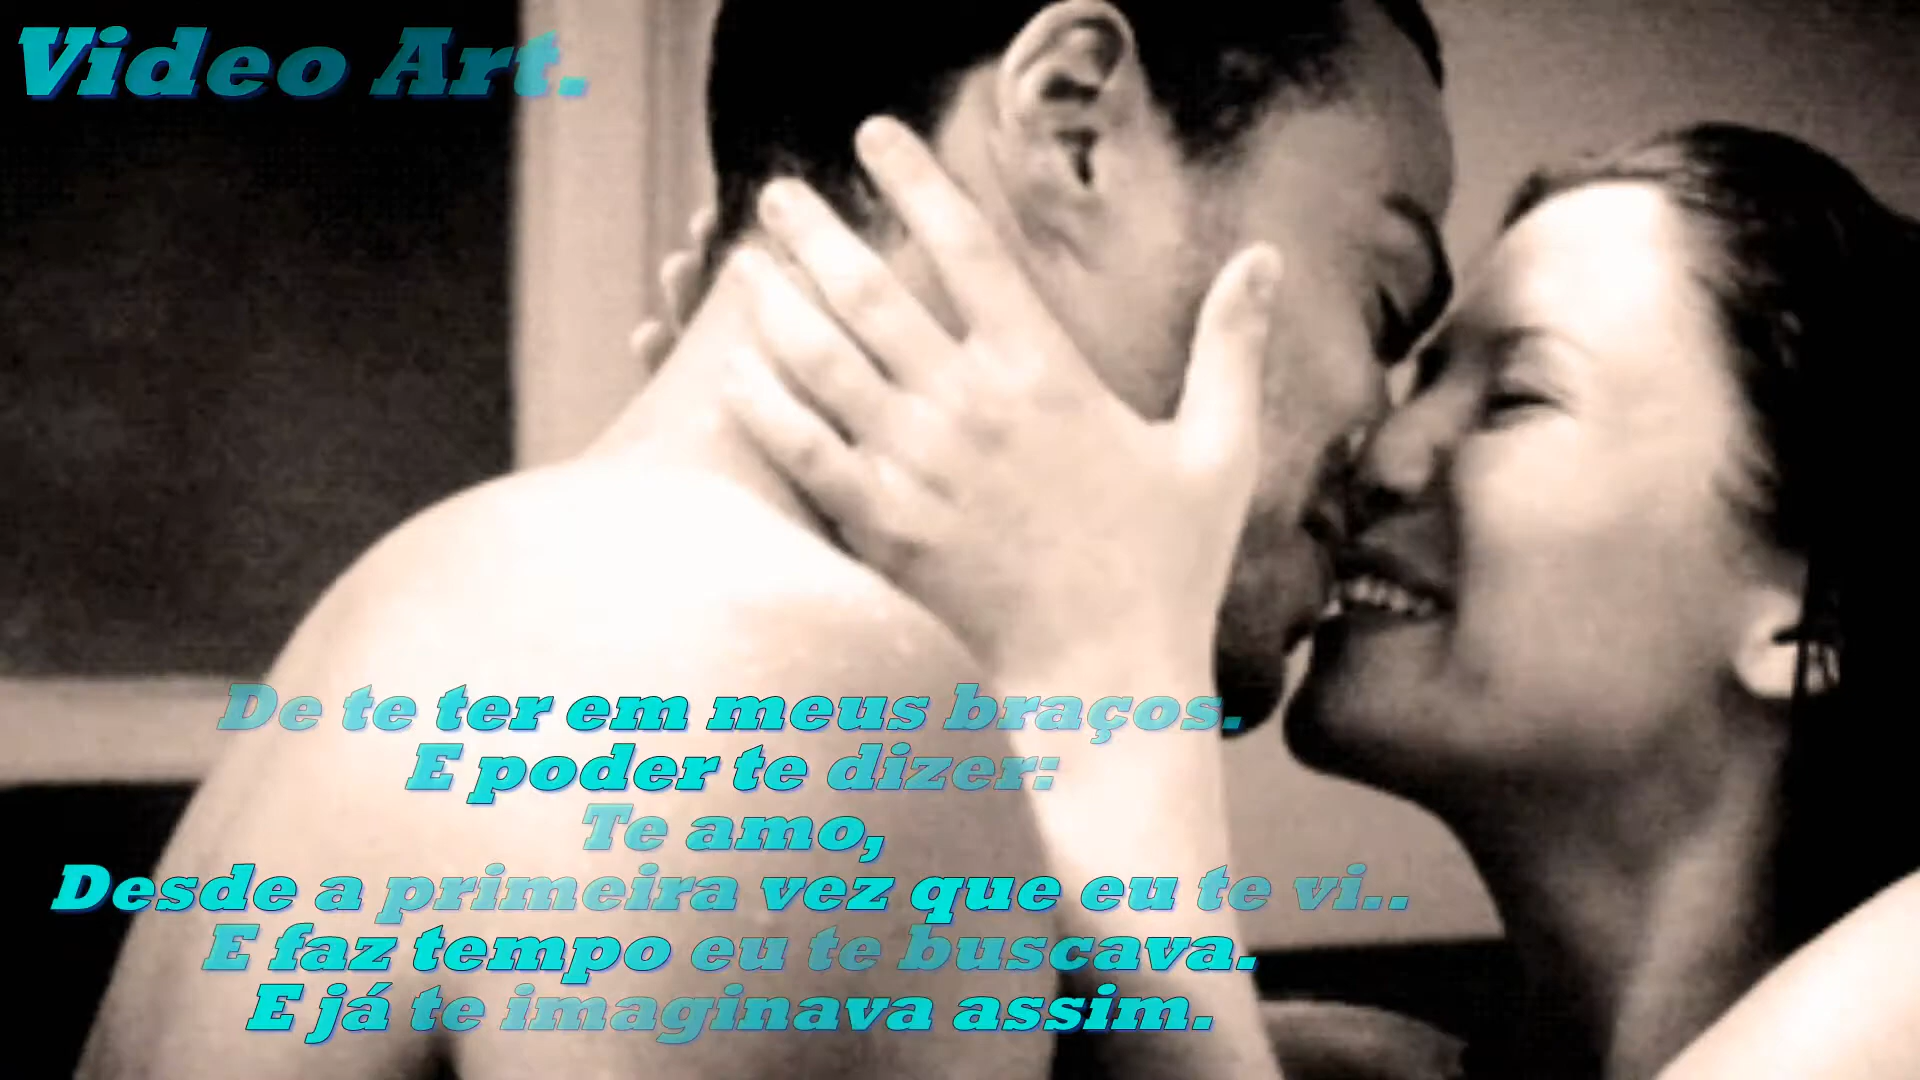 Video Art.
De te ter em meus braços.
E poder te dizer:
Te amo,
Desde a primeira vez que eu te vi..
E faz tempo eu te buscava.
E já te imaginava assim.